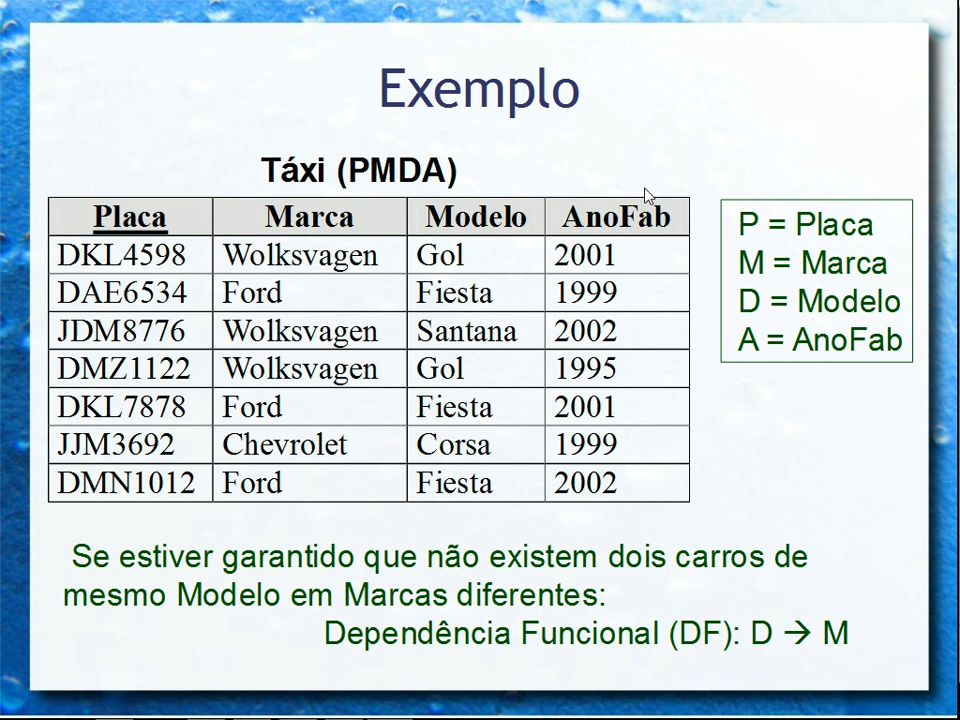 Exemplo
Táxi (PMDA)
Placa Marca Modelo AnoFab
DKL4598 Wolksvagen Gol 2001
DAE6534 Ford Fiesta 1999
JDM8776 Wolksvagen Santana 2002
DMZ1122 Wolksvagen Gol 1995
DKL7878 Ford Fiesta 2001
JJM3692 Chevrolet Corsa 1999
DMN1012 Ford Fiesta 2002
P = Placa
M = Marca
D = Modelo
A = AnoFab
Se estiver garantido que não existem dois carros de
mesmo Modelo em Marcas diferentes:
Dependência Funcional (DF): D → M